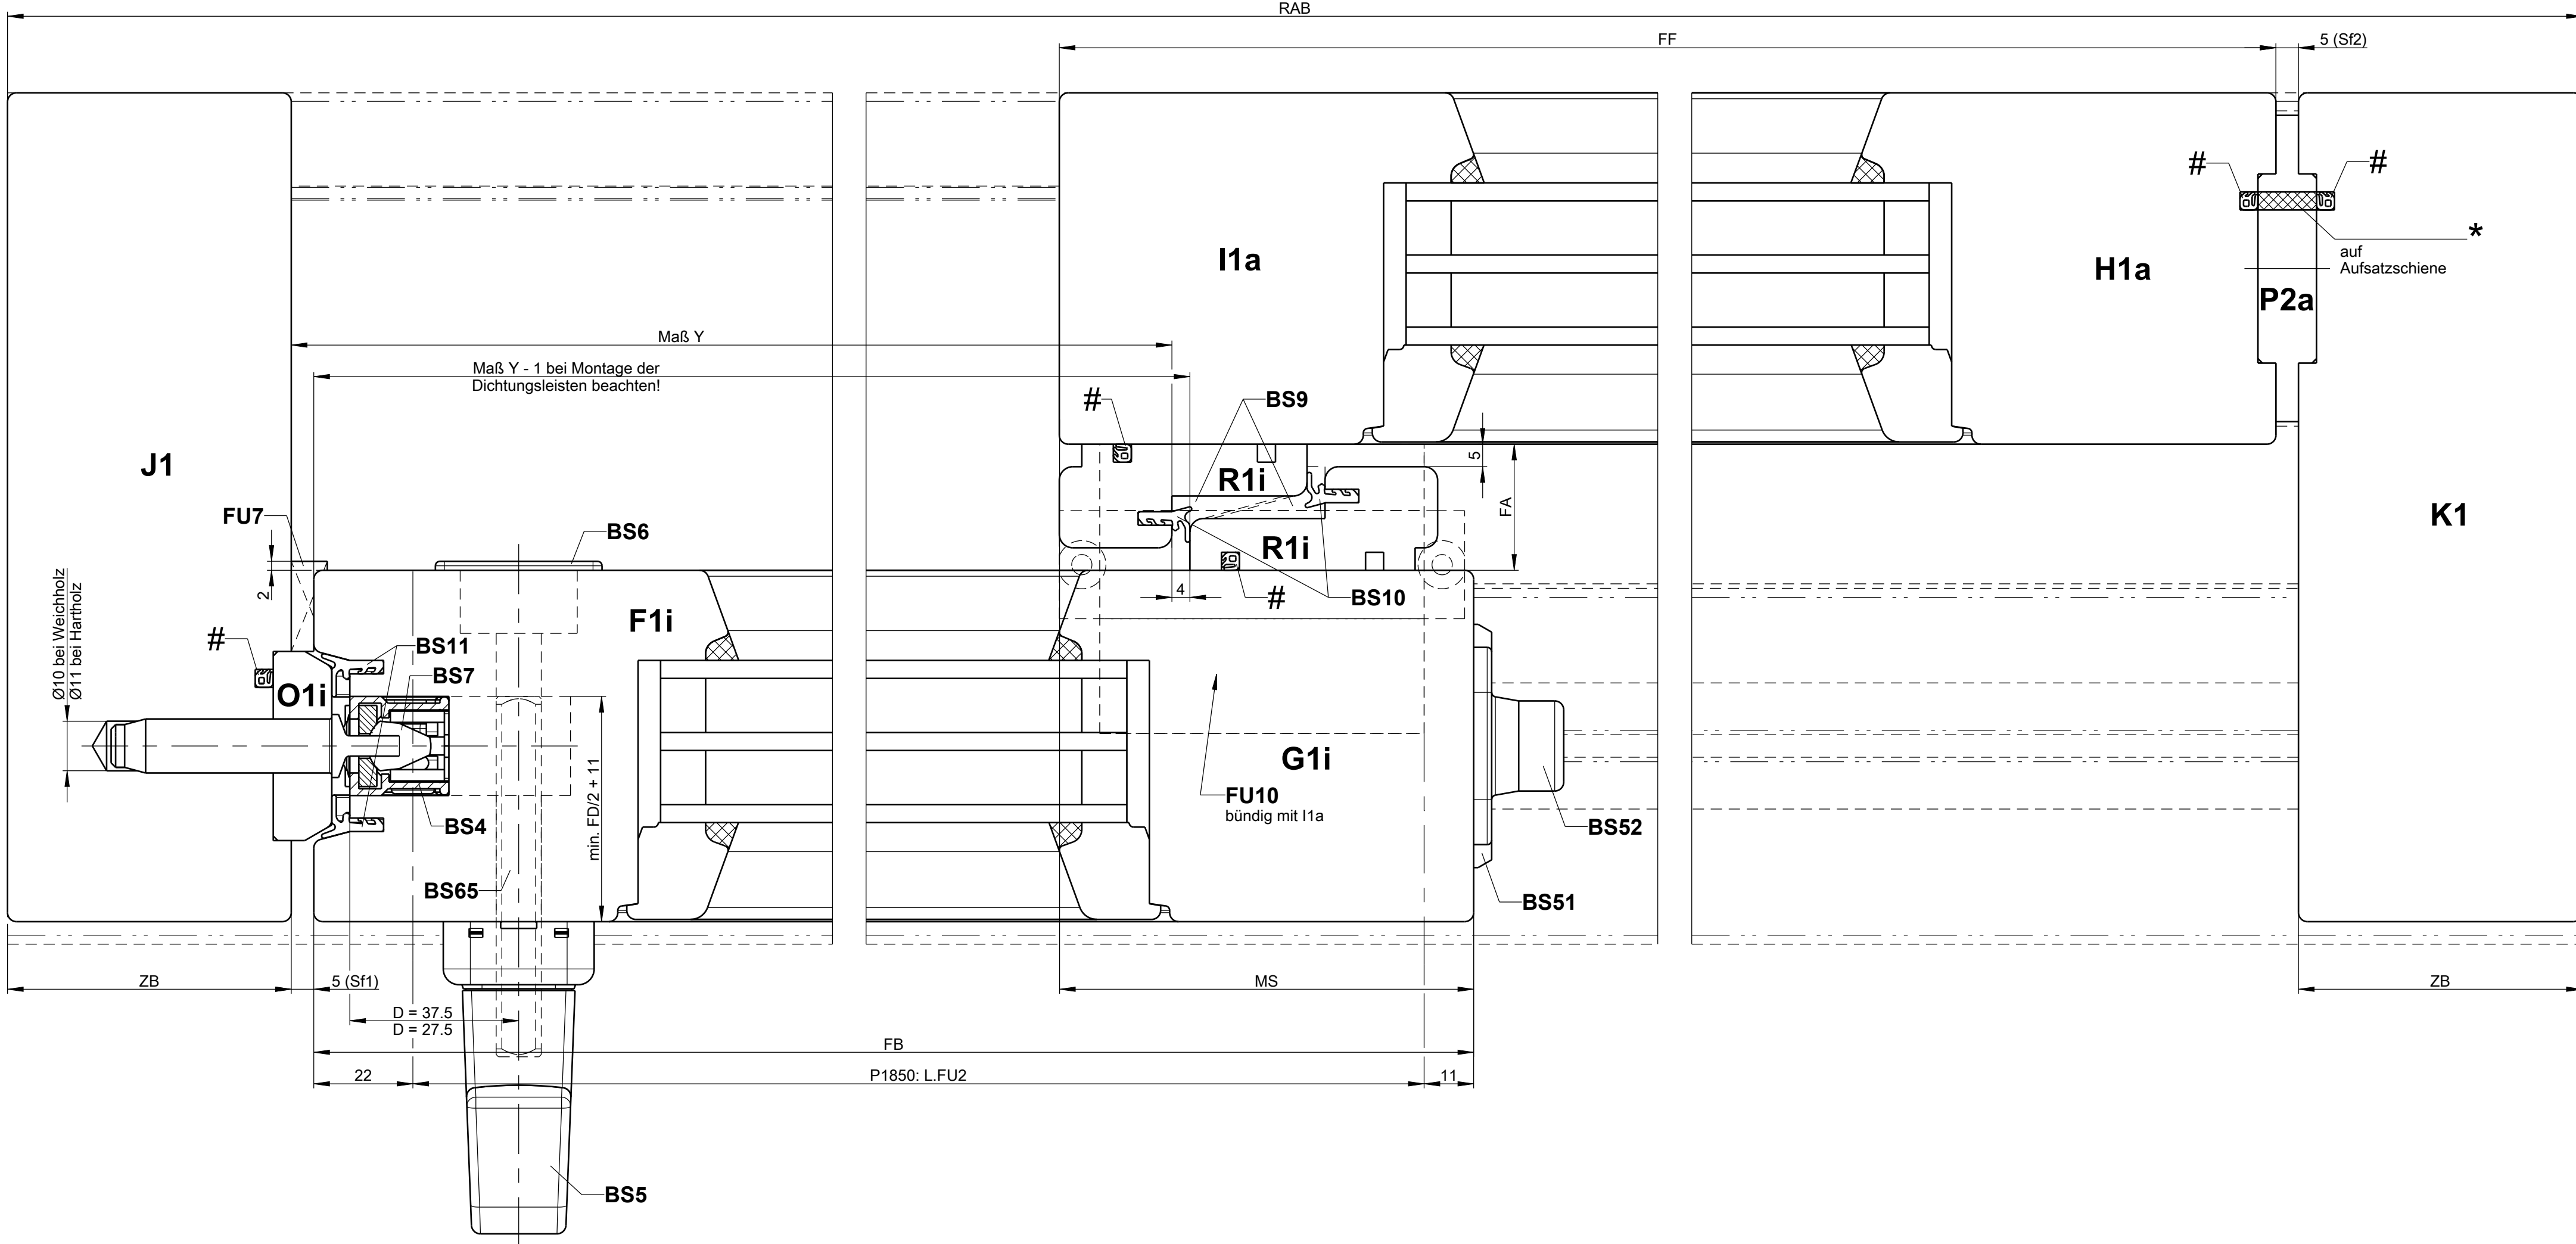 RAB
FF
5 (Sf2)
#
#
*
auf
Aufsatzschiene
I1a
H1a
P2a
Maß Y
Maß Y - 1 bei Montage der
Dichtungsleisten beachten!
#
BS9
J1
R1i
5
FA
K1
FU7
BS6
R1i
2
4
#
BS10
Ø10 bei Weichholz
Ø11 bei Hartholz
F1i
#
BS11
BS7
O1i
G1i
min. FD/2 + 11
FU10
bündig mit I1a
BS4
BS52
BS65
BS51
ZB
5 (Sf1)
MS
ZB
D = 37.5
D = 27.5
FB
22
P1850: L.FU2
11
BS5